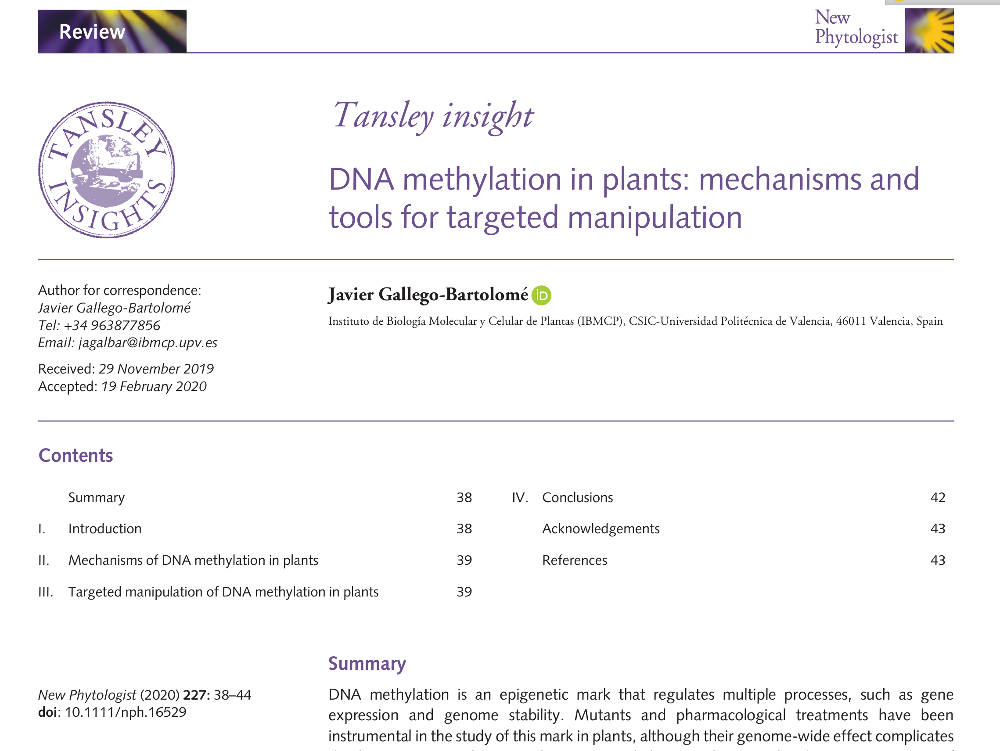 Review
New
Phytologist
TANSLEY
INSIGHTS
Tansley insight
DNA methylation in plants: mechanisms and
tools for targeted manipulation
Author for correspondence:
Javier Gallego-Bartolomé
Tel: +34 963877856
Email: jagalbar@ibmcp.upv.es
Received: 29 November 2019
Accepted: 19 February 2020
Javier Gallego-Bartolomé iD
Instituto de Biología Molecular y Celular de Plantas (IBMCP), CSIC-Universidad Politécnica de Valencia, 46011 Valencia, Spain
Contents
Summary 38
I. Introduction 38
II. Mechanisms of DNA methylation in plants 39
III. Targeted manipulation of DNA methylation in plants 39
IV. Conclusions 42
Acknowledgements 43
References 43
New Phytologist (2020) 227: 38–44
doi: 10.1111/nph.16529
Summary
DNA methylation is an epigenetic mark that regulates multiple processes, such as gene
expression and genome stability. Mutants and pharmacological treatments have been
instrumental in the study of this mark in plants, although their genome-wide effect complicates